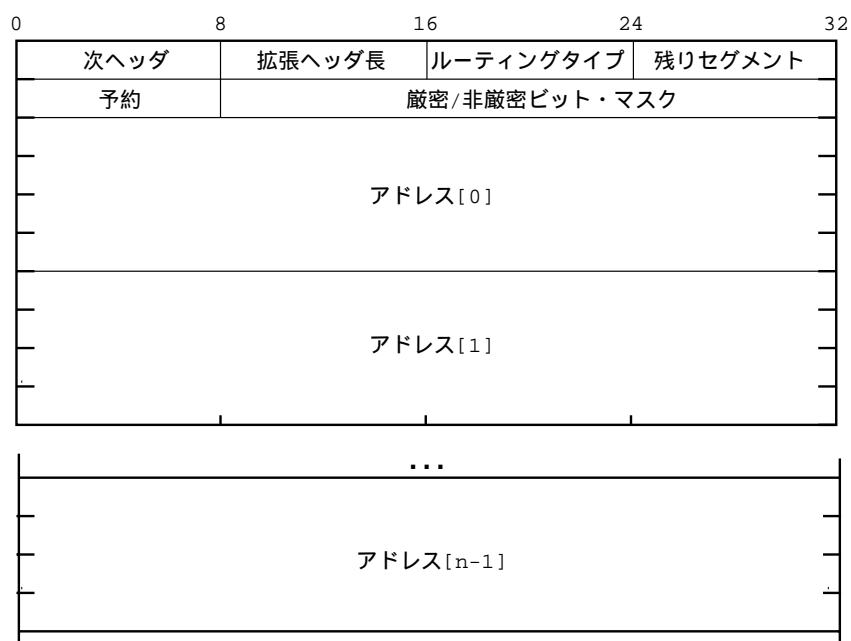 0 8 16 24 32
次ヘッダ 拡張ヘッダ長 ルーティングタイプ 残りセグメント
予約 厳密/非厳密ビット・マスク
アドレス[0]
アドレス[1]
...
アドレス[n-1]